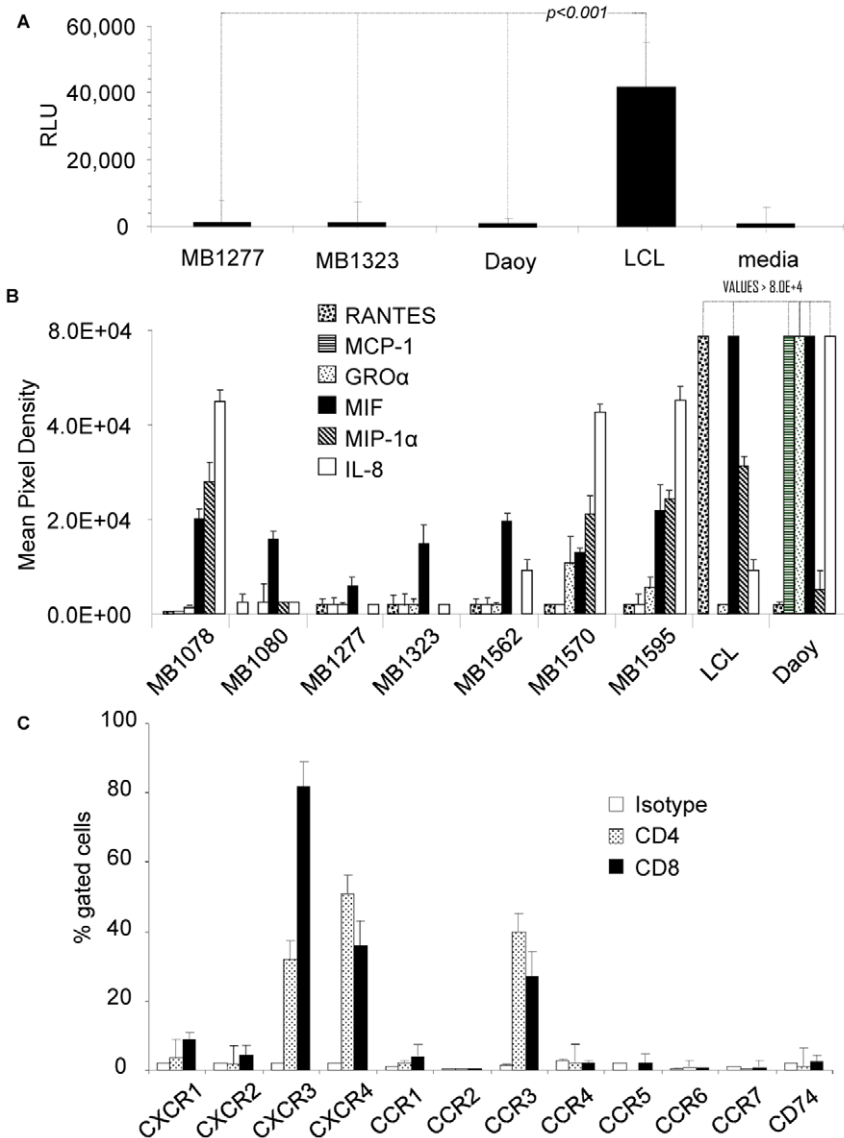 A
p<0.001
60,000
40,000
20,000
0
RLU
MB1277
MB1323
Daoy
LCL
media
B
VALUES > 8.0E+4
RANTES
MCP-1
GROα
MIF
MIP-1α
IL-8
8.0E+04
4.0E+04
2.0E+04
0.0E+00
Mean Pixel Density
MB1078
MB1080
MB1277
MB1323
MB1562
MB1570
MB1595
LCL
Daoy
C
100
80
60
40
20
0
% gated cells
Isotype
CD4
CD8
CXCR1
CXCR2
CXCR3
CXCR4
CCR1
CCR2
CCR3
CCR4
CCR5
CCR6
CCR7
CD74